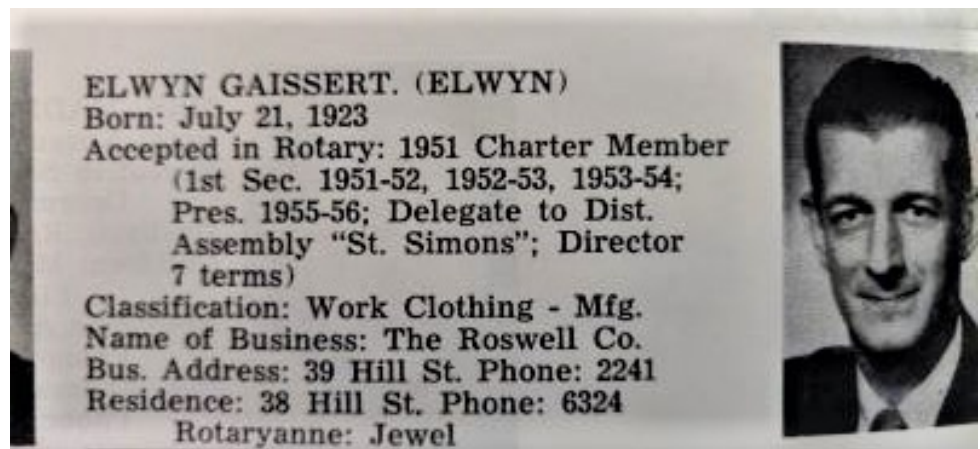 ELWYN GAISSERT. (ELWYN)
Born: July 21, 1923
Accepted in Rotary: 1951 Charter Member
(1st Sec. 1951-52, 1952-53, 1953-54;
Pres. 1955-56; Delegate to Dist.
Assembly "St. Simons"; Director
7 terms)
Classification: Work Clothing - Mfg.
Name of Business: The Roswell Co.
Bus. Address: 39 Hill St. Phone: 2241
Residence: 38 Hill St. Phone: 6324
Rotaryanne: Jewel